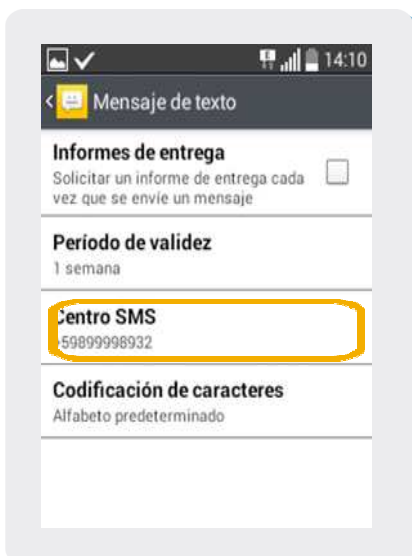 14:10
Mensaje de texto
Informes de entrega
Solicitar un informe de entrega cada
vez que se envíe un mensaje
Período de validez
1 semana
Centro SMS
+59899998932
Codificación de caracteres
Alfabeto predeterminado